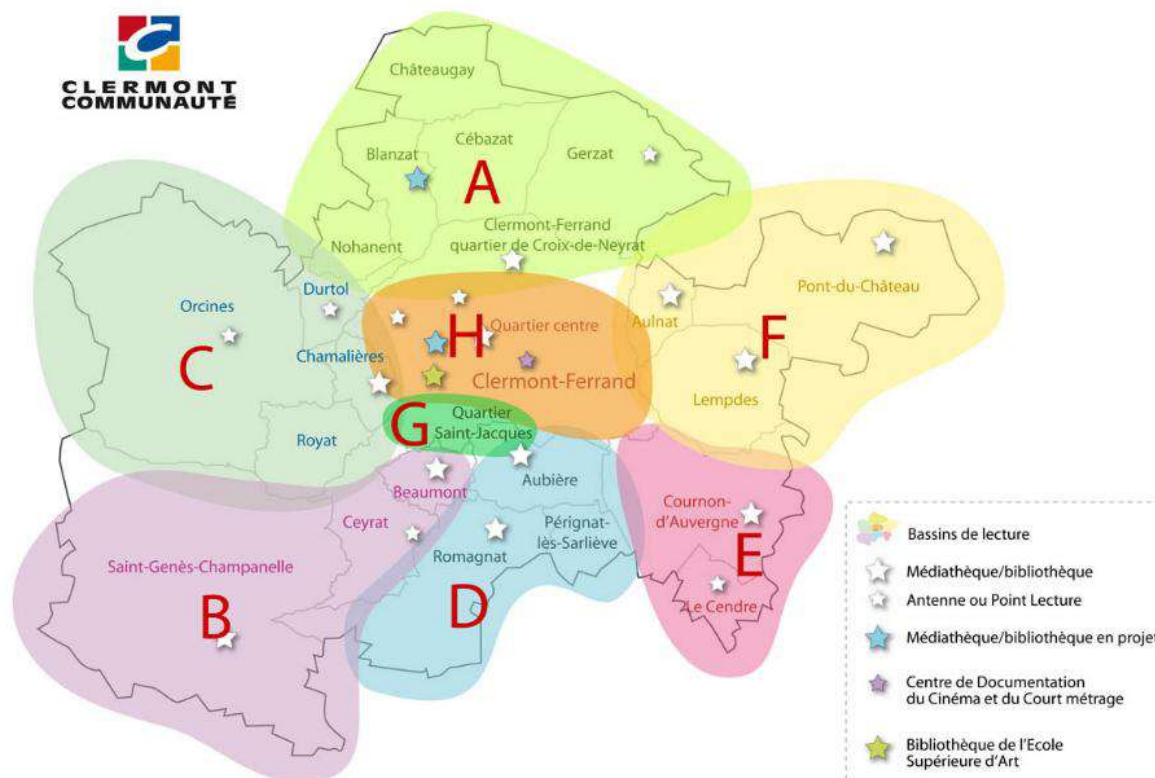 CLERMONT
COMMUNAUTÉ
Châteaugay
Cébazat
Blanzat
Gerzat
A
Clermont-Ferrand
quartier de Croix-de-Neyrat
Nohanent
Pont-du-Château
Durtol
Orcines
Aulnat
Quartier centre
H
F
C
Chamalières
Clermont-Ferrand
Lempdes
G
Quartier
Saint-Jacques
Royat
Aubière
Beaumont
Cournon-
d'Auvergne
Ceyrat
Pérignat-
lès-Sarliève
Romagnat
E
Saint-Genès-Champanelle
B
D
Le Cendre
Bassins de lecture
Médiathèque/bibliothèque
Antenne ou Point Lecture
Médiathèque/bibliothèque en projet
Centre de Documentation
du Cinéma et du Court métrage
Bibliothèque de l'Ecole
Supérieure d'Art